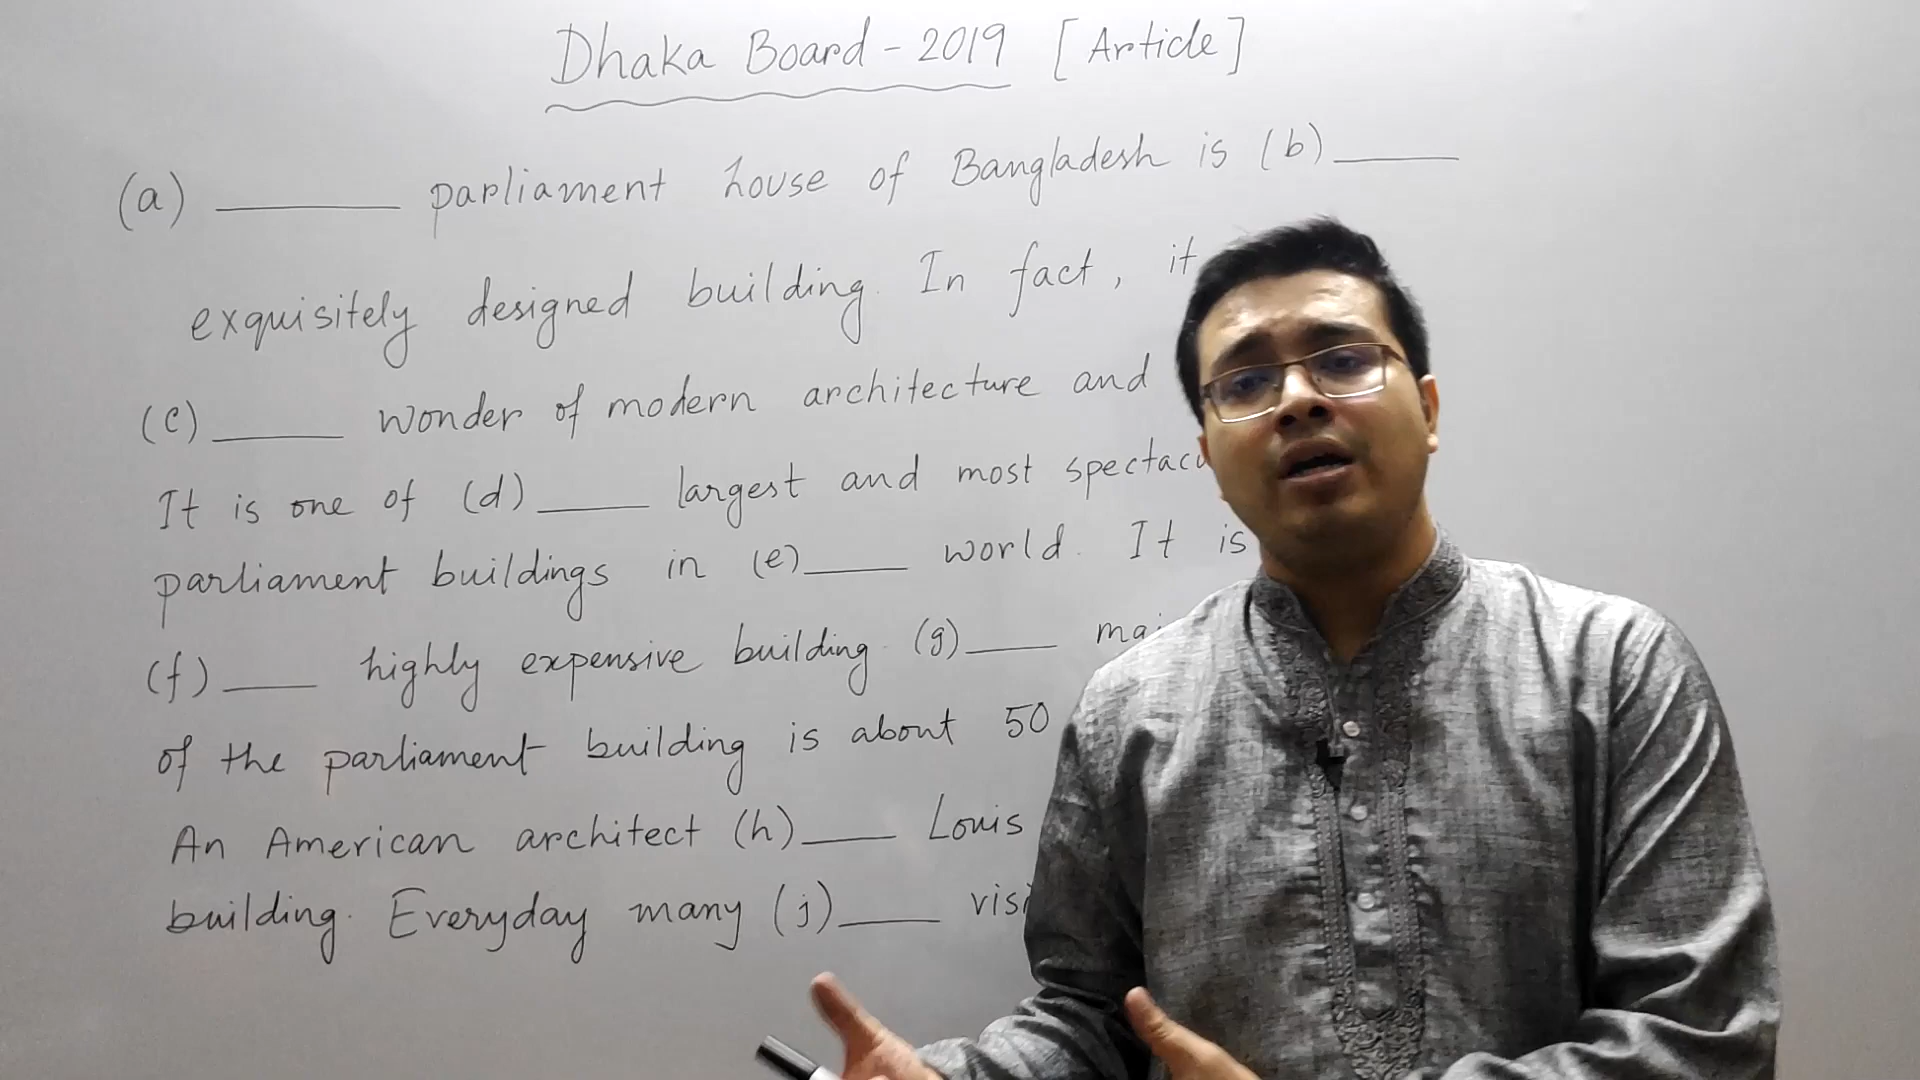 Dhaka Board - 2019 [Article]
(a) ______ parliament house of Bangladesh is (b) ______
exquisitely designed building. In fact, it
(c) ______ wonder of modern architecture and
It is one of (d) ______ largest and most
parliament buildings in (e) ______ world. It is
(f) ______ highly expensive building. (g) ______
of the parliament building is about 50
An American architect (h) ______ Louis
building. Everyday many (j) ______